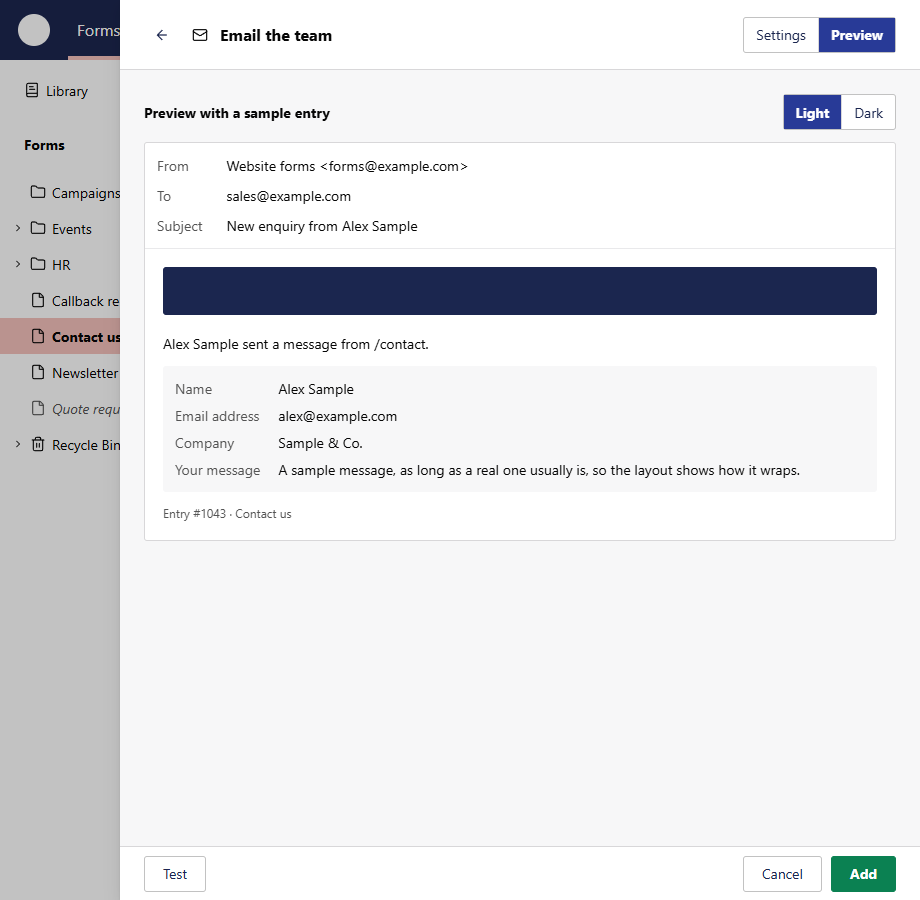 Forms
Email the team
Settings
Preview
Library
Forms
Campaigns
Events
HR
Callback re
Contact us
Newsletter
Quote requ
Recycle Bin
Preview with a sample entry
Light
Dark
From Website forms <forms@example.com>
To sales@example.com
Subject New enquiry from Alex Sample
Alex Sample sent a message from /contact.
Name Alex Sample
Email address alex@example.com
Company Sample & Co.
Your message A sample message, as long as a real one usually is, so the layout shows how it wraps.
Entry #1043 · Contact us
Test
Cancel
Add